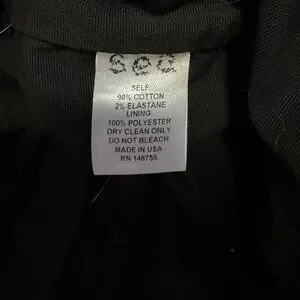 sea
SELF:
98% COTTON
2% ELASTANE
LINING:
100% POLYESTER
DRY CLEAN ONLY
DO NOT BLEACH
MADE IN USA
RN 148750